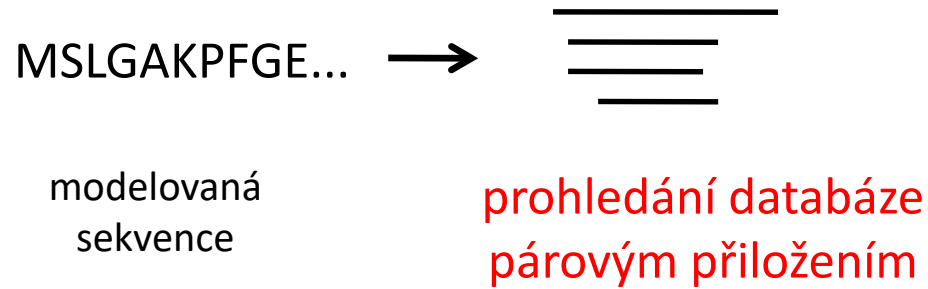 MSLGAKPFGE...
modelovaná
sekvence
prohledání databáze
párovým přiložením